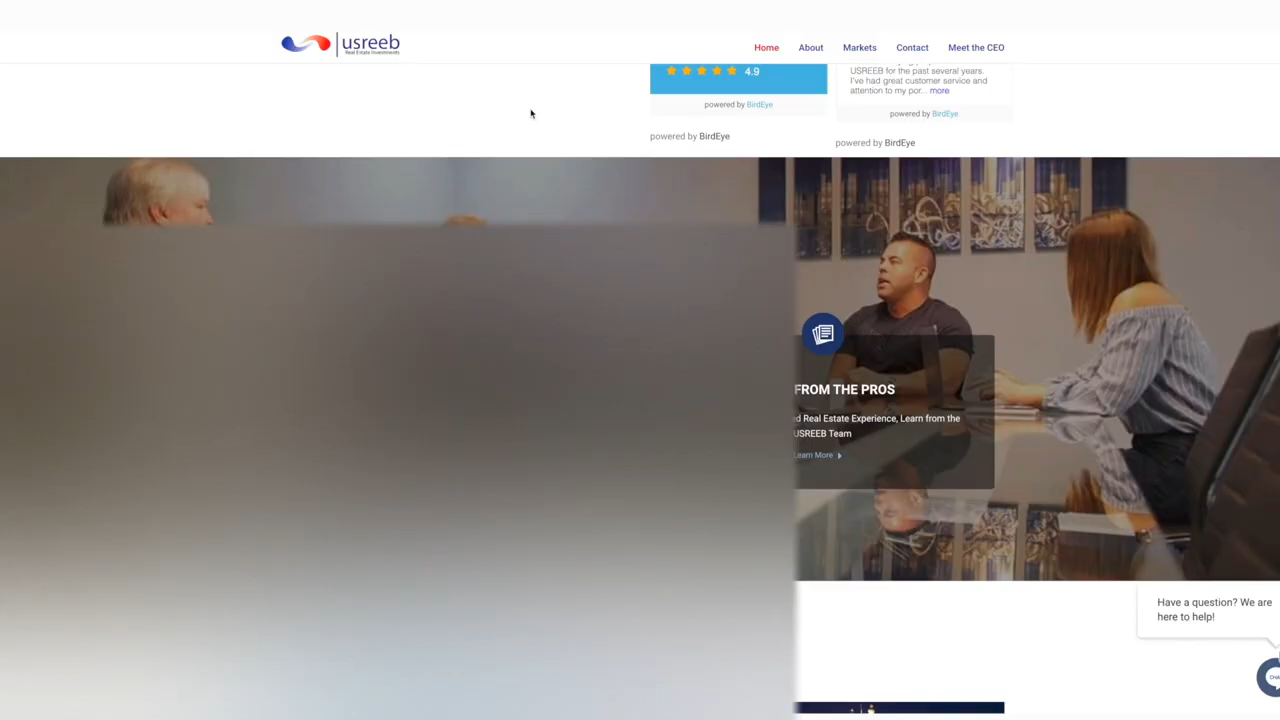 usreeb
Real Estate Investments
Home About Markets Contact Meet the CEO
4.9
powered by BirdEye
powered by BirdEye
USREEB for the past several years.
I've had great customer service and
attention to my por... more
powered by BirdEye
powered by BirdEye
FROM THE PROS
Real Estate Experience, Learn from the
USREEB Team
Learn More
Have a question? We are
here to help!